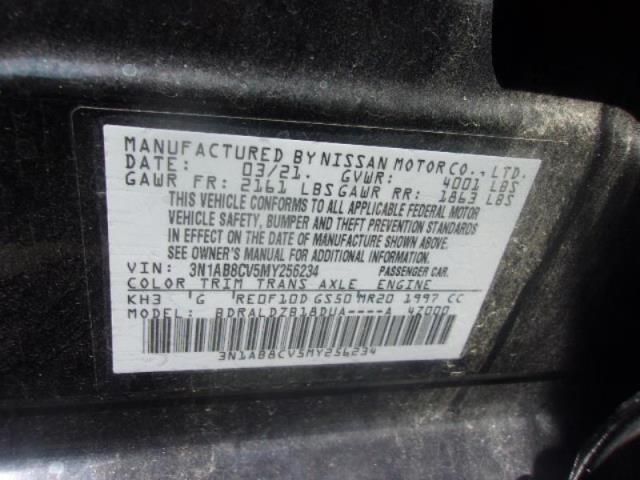 MANUFACTURED BY NISSAN MOTOR CO., LTD.
DATE: 03/21. GVWR: 4001 LBS
GAWR FR: 2161 LBS GAWR RR: 1863 LBS
THIS VEHICLE CONFORMS TO ALL APPLICABLE FEDERAL MOTOR
VEHICLE SAFETY, BUMPER AND THEFT PREVENTION STANDARDS
IN EFFECT ON THE DATE OF MANUFACTURE SHOWN ABOVE.
SEE OWNER'S MANUAL FOR ADDITIONAL INFORMATION.
VIN: 3N1AB8CV5MY256234 PASSENGER CAR.
COLOR TRIM TRANS AXLE ENGINE
KH3 'G RE0F10D GS50 MR20 1997 CC
MODEL: BDRALDZB18DUA----A 4Z000
3N1AB8CV5MY256234